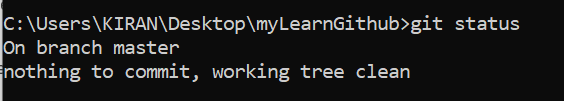 C:\Users\KIRAN\Desktop\myLearnGithub>git status
On branch master
nothing to commit, working tree clean